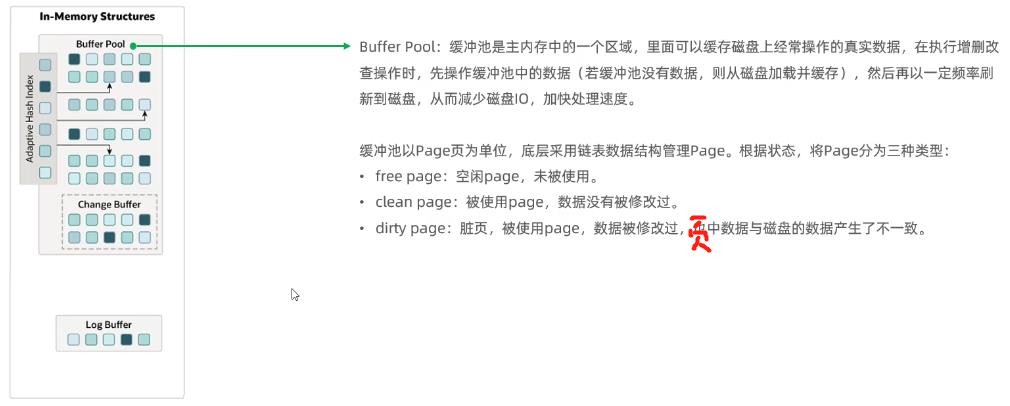 In-Memory Structures
Buffer Pool
Adaptive Hash Index
Change Buffer
Log Buffer
Buffer Pool：缓冲池是主内存中的一个区域，里面可以缓存磁盘上经常操作的真实数据，在执行增删改
查操作时，先操作缓冲池中的数据（若缓冲池没有数据，则从磁盘加载并缓存），然后再以一定频率刷
新到磁盘，从而减少磁盘IO，加快处理速度。
缓冲池以Page页为单位，底层采用链表数据结构管理Page。根据状态，将Page分为三种类型：
• free page：空闲page，未被使用。
• clean page：被使用page，数据没有被修改过。
• dirty page：脏页，被使用page，数据被修改过，页中数据与磁盘的数据产生了不一致。